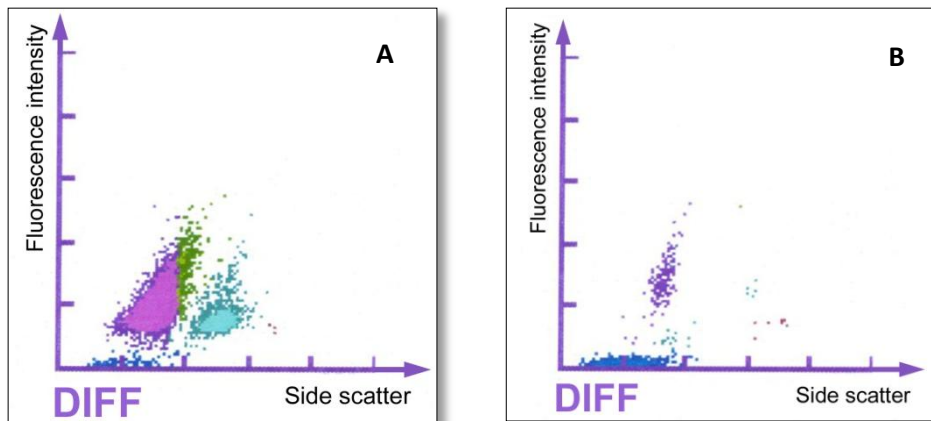 Fluorescence intensity
A
DIFF
Side scatter
Fluorescence intensity
B
DIFF
Side scatter